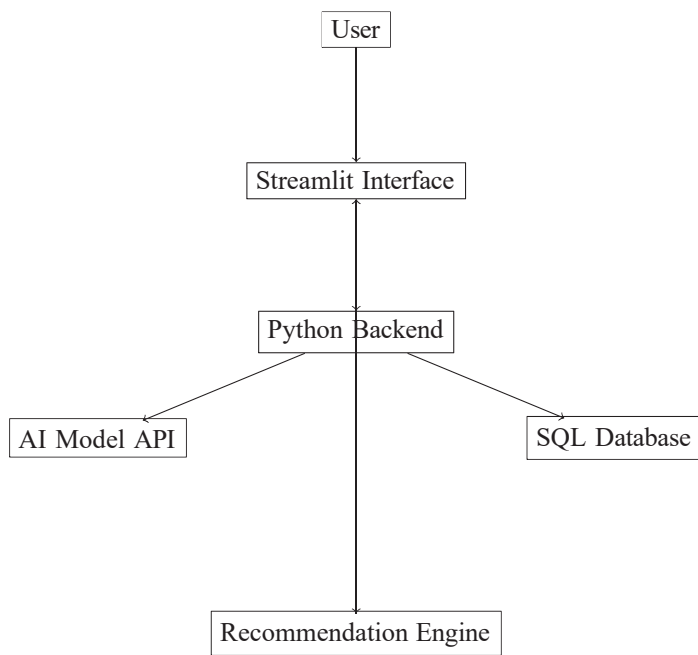 User
Streamlit Interface
Python Backend
AI Model API
SQL Database
Recommendation Engine